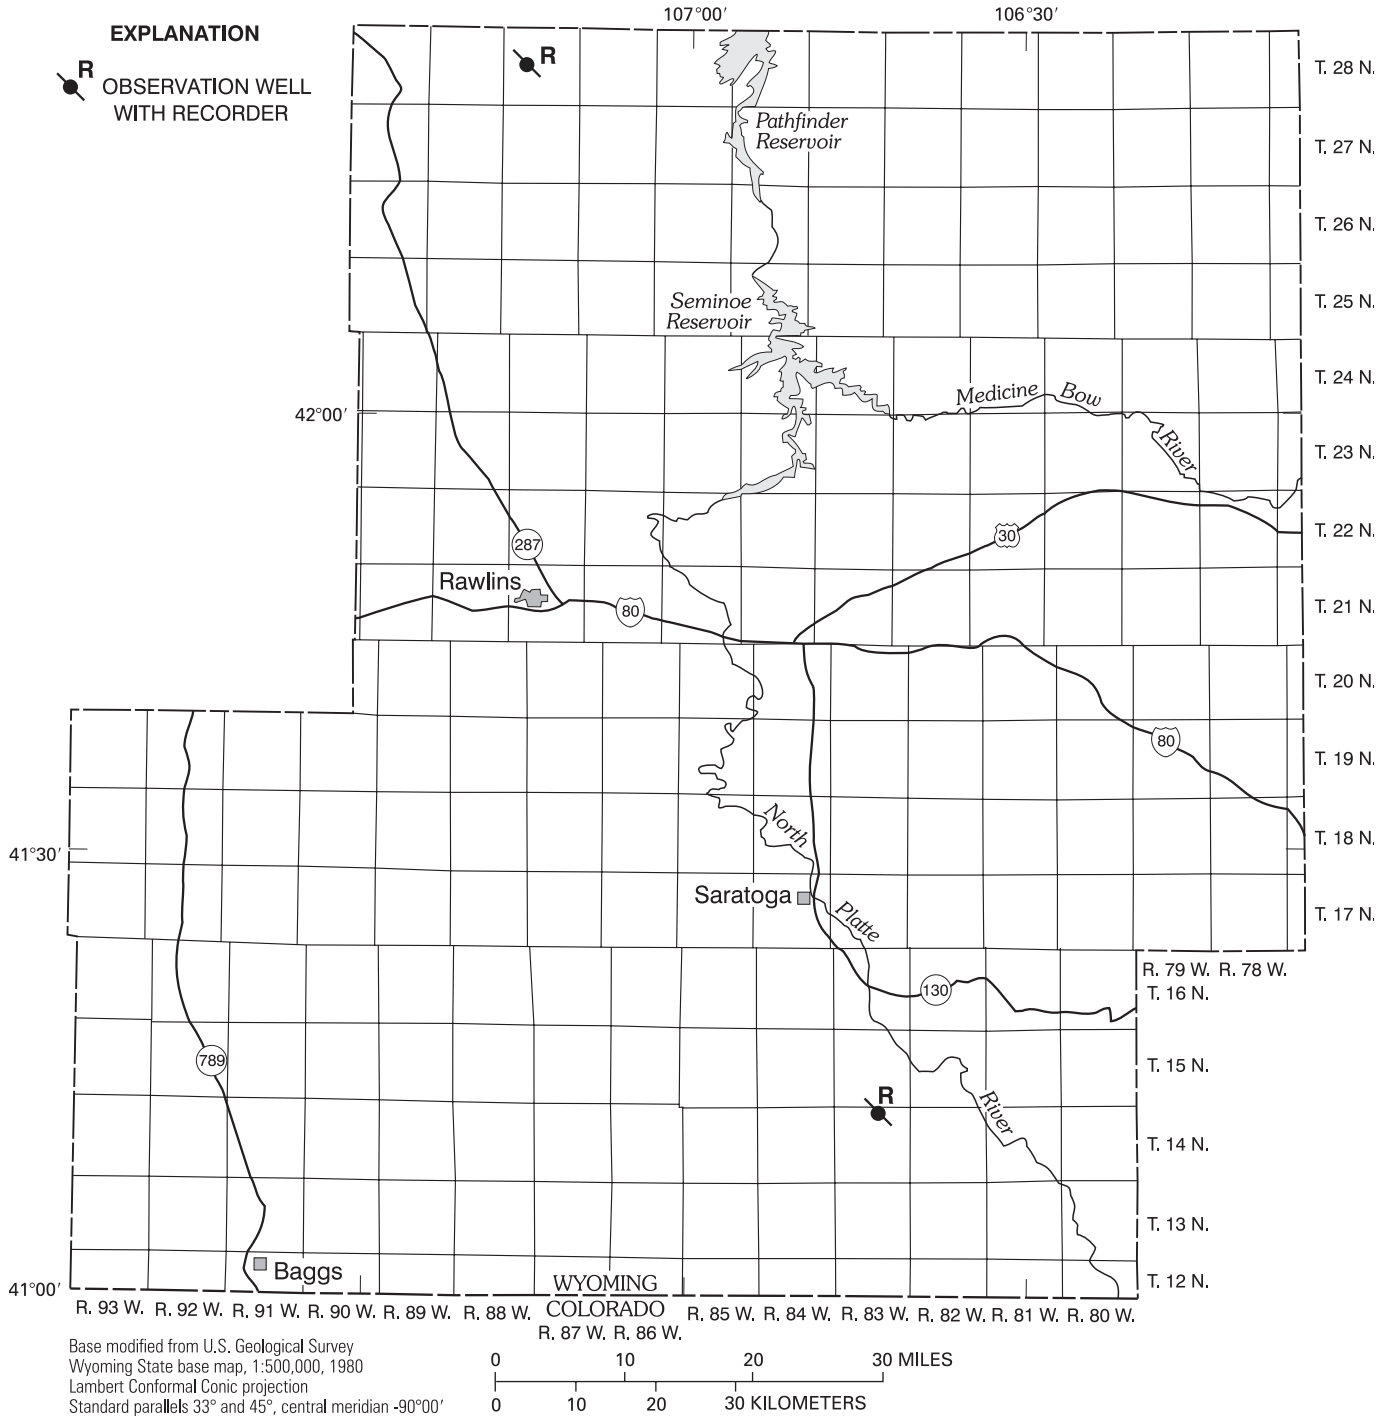 107°00′ 106°30′
EXPLANATION
R OBSERVATION WELL
WITH RECORDER
R
T. 28 N.
Pathfinder
Reservoir
T. 27 N.
T. 26 N.
Seminoe
Reservoir
T. 25 N.
T. 24 N.
Medicine Bow
River
42°00′
T. 23 N.
287
30
T. 22 N.
Rawlins
80
T. 21 N.
T. 20 N.
80
T. 19 N.
North
Platte
River
T. 18 N.
41°30′
Saratoga
T. 17 N.
R. 79 W. R. 78 W.
130
T. 16 N.
789
T. 15 N.
R
T. 14 N.
T. 13 N.
Baggs
41°00′
WYOMING
COLORADO
T. 12 N.
R. 93 W. R. 92 W. R. 91 W. R. 90 W. R. 89 W. R. 88 W. R. 87 W. R. 86 W. R. 85 W. R. 84 W. R. 83 W. R. 82 W. R. 81 W. R. 80 W.
Base modified from U.S. Geological Survey
Wyoming State base map, 1:500,000, 1980
Lambert Conformal Conic projection
Standard parallels 33° and 45°, central meridian -90°00′
0 10 20 30 MILES
0 10 20 30 KILOMETERS